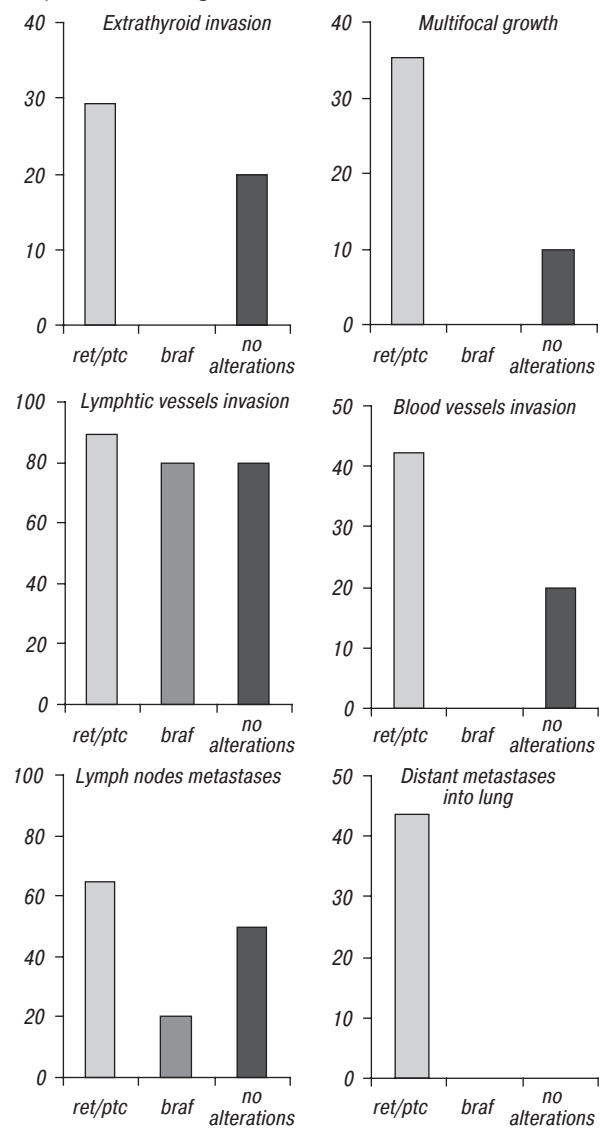 Extrathyroid invasion
40
30
20
10
0
ret/ptc braf no alterations
Multifocal growth
40
30
20
10
0
ret/ptc braf no alterations
Lymphtic vessels invasion
100
80
60
40
20
0
ret/ptc braf no alterations
Blood vessels invasion
50
40
30
20
10
0
ret/ptc braf no alterations
Lymph nodes metastases
100
80
60
40
20
0
ret/ptc braf no alterations
Distant metastases
into lung
50
40
30
20
10
0
ret/ptc braf no alterations